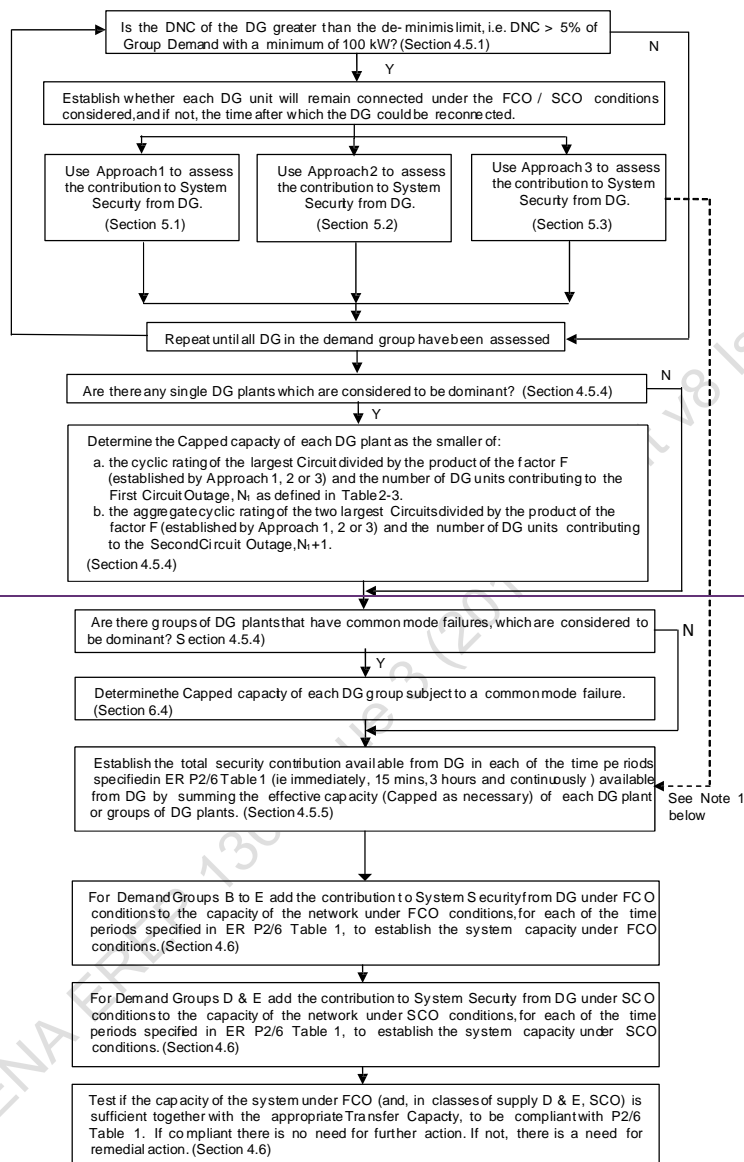 Is the DNC of the DG greater than the de-minimis limit, i.e. DNC > 5% of
Group Demand with a minimum of 100 kW? (Section 4.5.1)
N
Y
Establish whether each DG unit will remain connected under the FCO / SCO conditions
considered, and if not, the time after which the DG could be reconnected.
Use Approach 1 to assess
the contribution to System
Security from DG.
(Section 5.1)
Use Approach 2 to assess
the contribution to System
Security from DG.
(Section 5.2)
Use Approach 3 to assess
the contribution to System
Security from DG.
(Section 5.3)
Repeat until all DG in the demand group have been assessed
Are there any single DG plants which are considered to be dominant? (Section 4.5.4)
N
Y
Determine the Capped capacity of each DG plant as the smaller of:
a. the cyclic rating of the largest Circuit divided by the product of the factor F
(established by Approach 1, 2 or 3) and the number of DG units contributing to the
First Circuit Outage, N₁ as defined in Table 2-3.
b. the aggregate cyclic rating of the two largest Circuits divided by the product of the
factor F (established by Approach 1, 2 or 3) and the number of DG units contributing
to the Second Circuit Outage, N₁+1.
(Section 4.5.4)
Are there groups of DG plants that have common mode failures, which are considered to
be dominant? Section 4.5.4)
N
Y
Determine the Capped capacity of each DG group subject to a common mode failure.
(Section 6.4)
Establish the total security contribution available from DG in each of the time periods
specified in ER P2/6 Table 1 (ie immediately, 15 mins, 3 hours and continuously) available
from DG by summing the effective capacity (Capped as necessary) of each DG plant
or groups of DG plants. (Section 4.5.5)
See Note 1
below
For Demand Groups B to E add the contribution to System Security from DG under FCO
conditions to the capacity of the network under FCO conditions, for each of the time
periods specified in ER P2/6 Table 1, to establish the system capacity under FCO
conditions. (Section 4.6)
For Demand Groups D & E add the contribution to System Security from DG under SCO
conditions to the capacity of the network under SCO conditions, for each of the time
periods specified in ER P2/6 Table 1, to establish the system capacity under SCO
conditions. (Section 4.6)
Test if the capacity of the system under FCO (and, in classes of supply D & E, SCO) is
sufficient together with the appropriate Transfer Capacity, to be compliant with P2/6
Table 1. If compliant there is no need for further action. If not, there is a need for
remedial action. (Section 4.6)